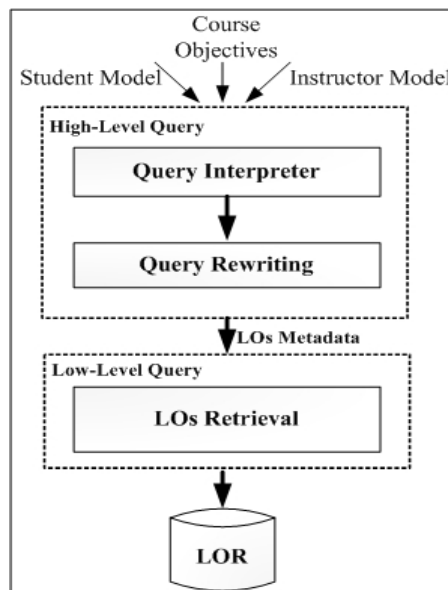 Course
Objectives
Student Model
Instructor Model
High-Level Query
Query Interpreter
Query Rewriting
LOs Metadata
Low-Level Query
LOs Retrieval
LOR